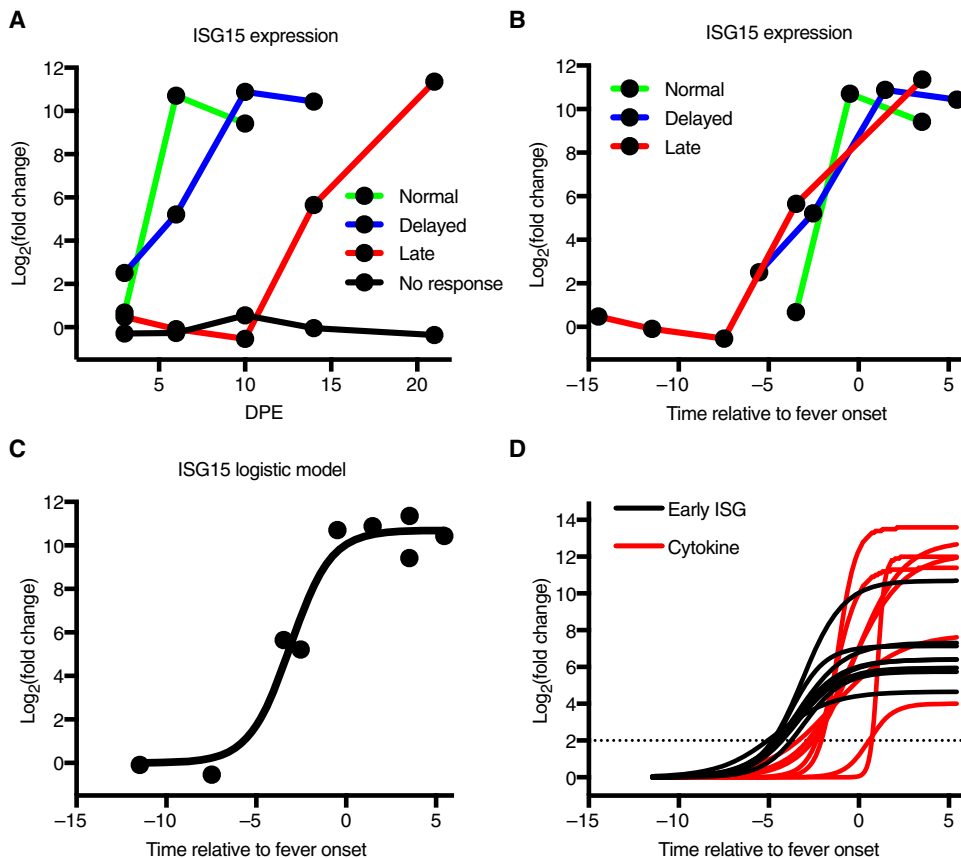 A
ISG15 expression
Log2(fold change)
12
10
8
6
4
2
0
5
10
15
20
DPE
Normal
Delayed
Late
No response
B
ISG15 expression
Log2(fold change)
12
10
8
6
4
2
0
–15
–10
–5
0
5
Time relative to fever onset
Normal
Delayed
Late
C
ISG15 logistic model
Log2(fold change)
12
10
8
6
4
2
0
–15
–10
–5
0
5
Time relative to fever onset
D
Log2(fold change)
14
12
10
8
6
4
2
0
–15
–10
–5
0
5
Time relative to fever onset
Early ISG
Cytokine